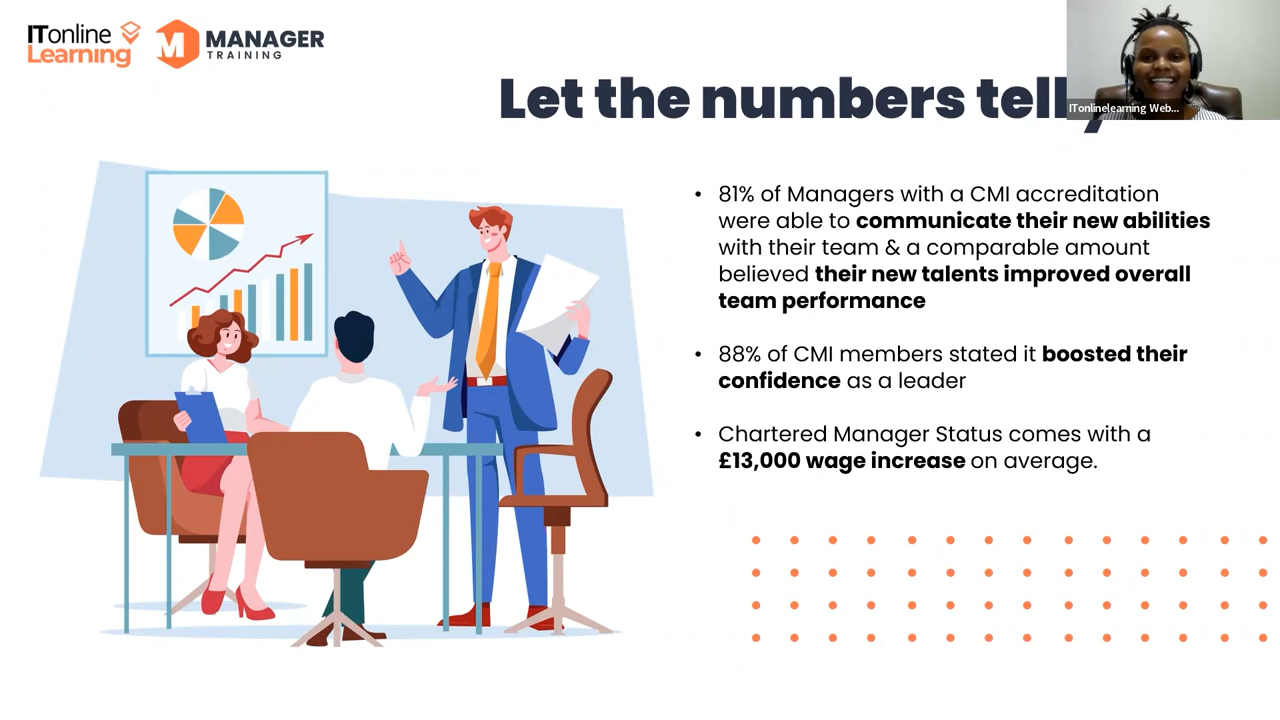 ITonline
Learning
M
MANAGER
TRAINING
Let the numbers tell
ITonlinelearning Web...
• 81% of Managers with a CMI accreditation
were able to communicate their new abilities
with their team & a comparable amount
believed their new talents improved overall
team performance
• 88% of CMI members stated it boosted their
confidence as a leader
• Chartered Manager Status comes with a
£13,000 wage increase on average.